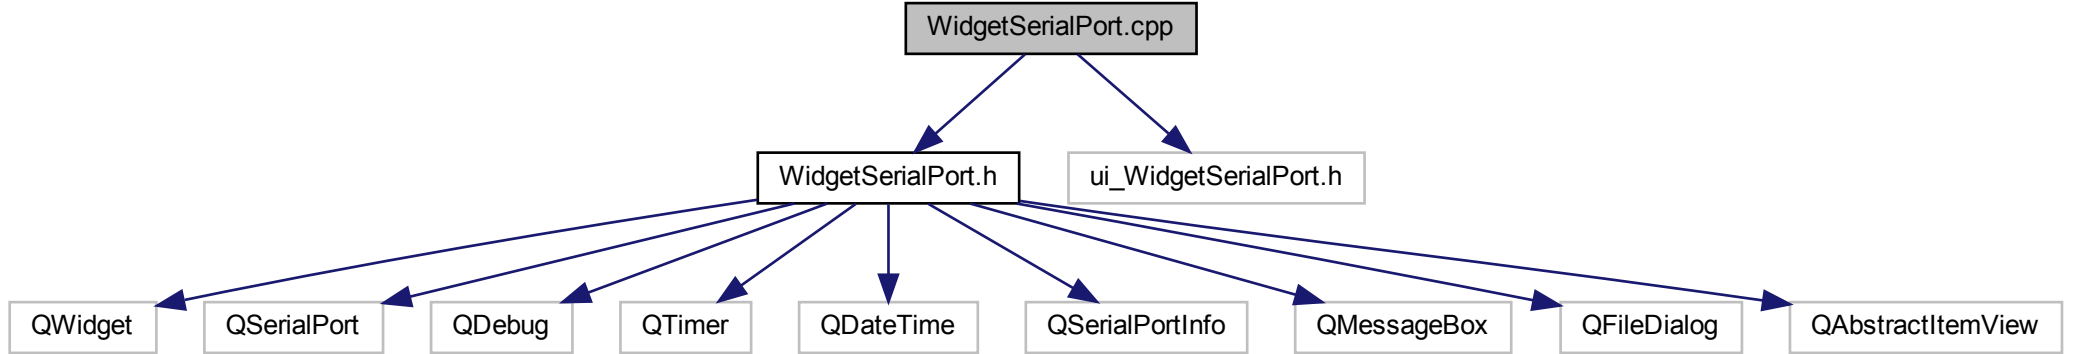 WidgetSerialPort.cpp
WidgetSerialPort.h
ui_WidgetSerialPort.h
QWidget
QSerialPort
QDebug
QTimer
QDateTime
QSerialPortInfo
QMessageBox
QFileDialog
QAbstractItemView